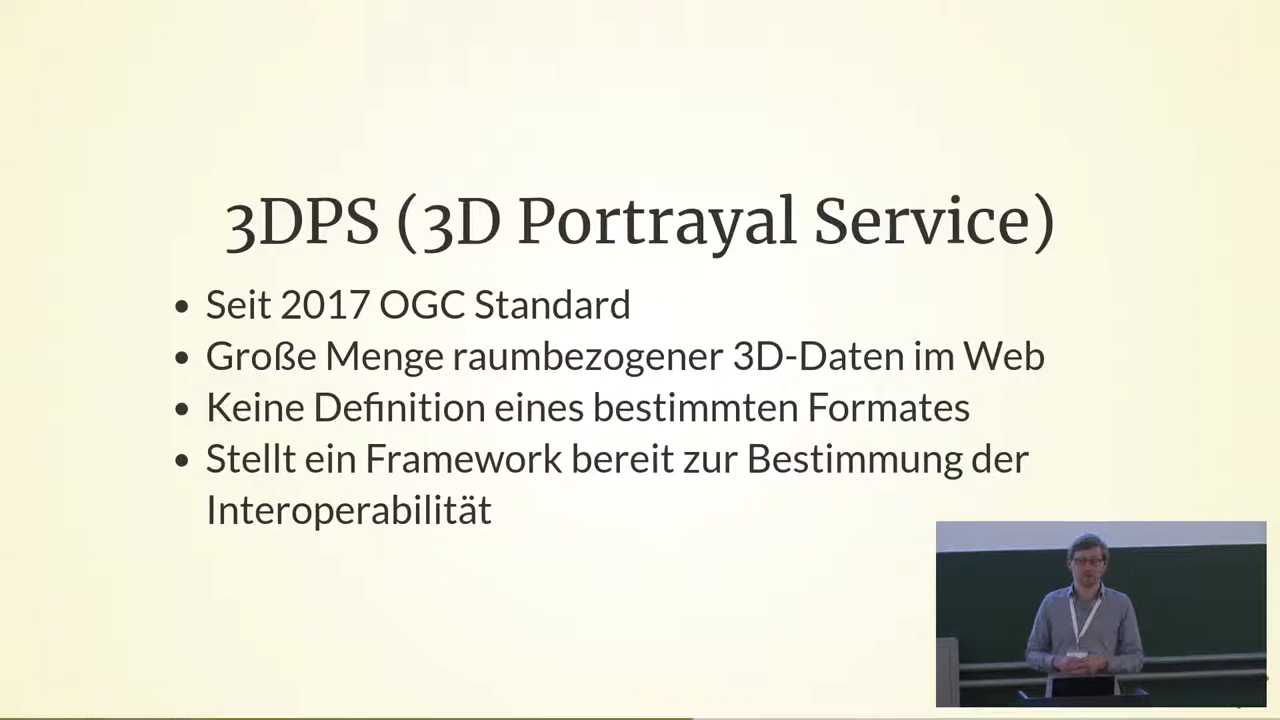 3DPS (3D Portrayal Service)
• Seit 2017 OGC Standard
• Große Menge raumbezogener 3D-Daten im Web
• Keine Definition eines bestimmten Formates
• Stellt ein Framework bereit zur Bestimmung der
Interoperabilität